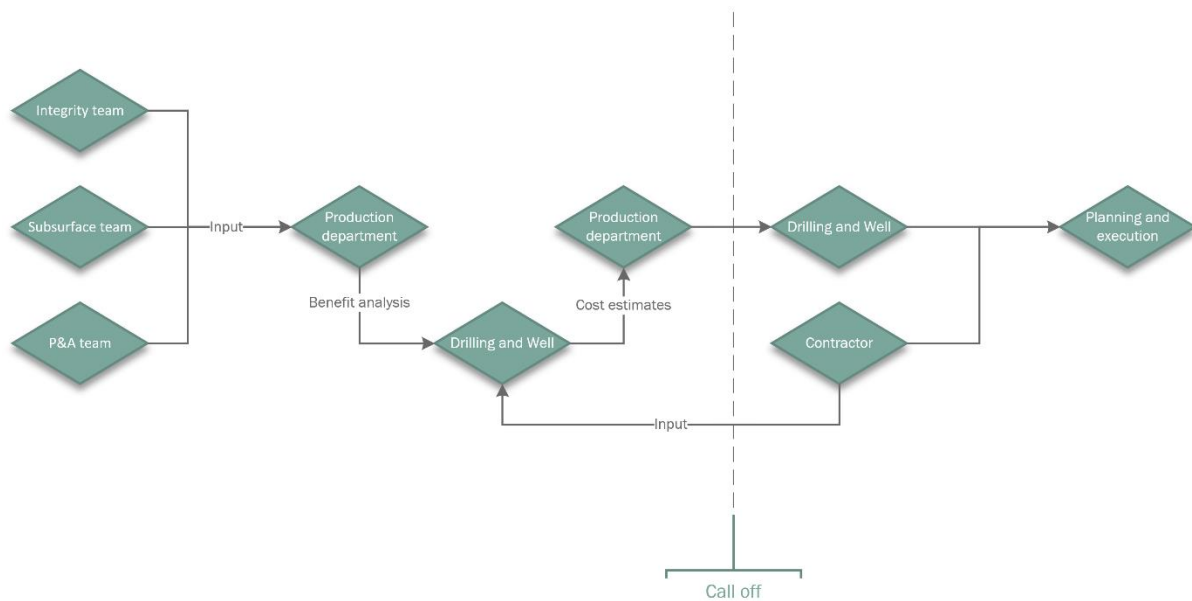 Integrity team
Subsurface team
Input
Production
department
Production
department
Drilling and Well
Planning and
execution
Benefit analysis
Cost estimates
P&A team
Drilling and Well
Contractor
Input
Call off